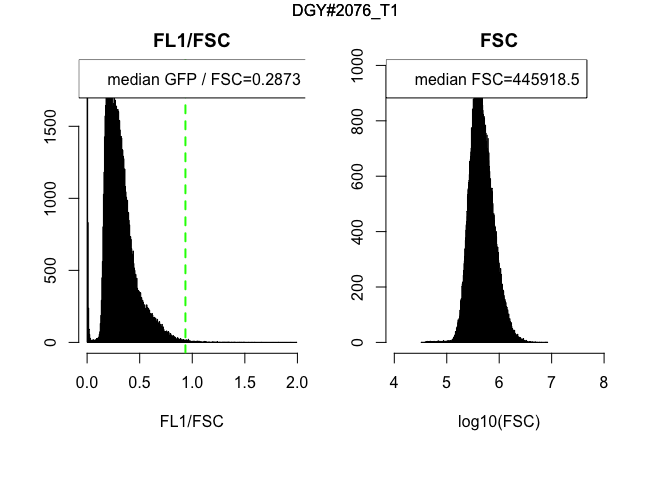 DGY#2076_T1
FL1/FSC
median GFP / FSC=0.2873
0
500
1000
1500
0.0 0.5 1.0 1.5 2.0
FL1/FSC
FSC
median FSC=445918.5
0
200
400
600
800
1000
4 5 6 7 8
log10(FSC)